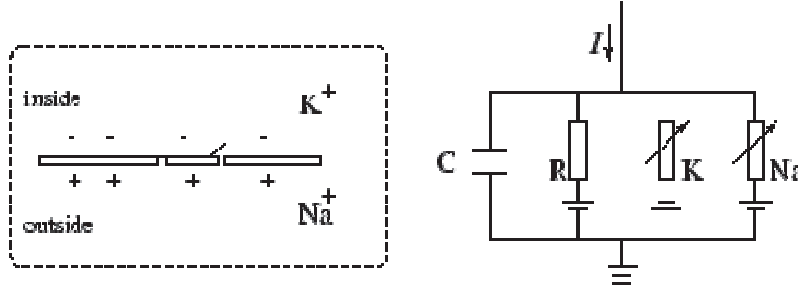 inside
K+
- - - -
+ + + +
Na+
outside
I
C
R
K
Na